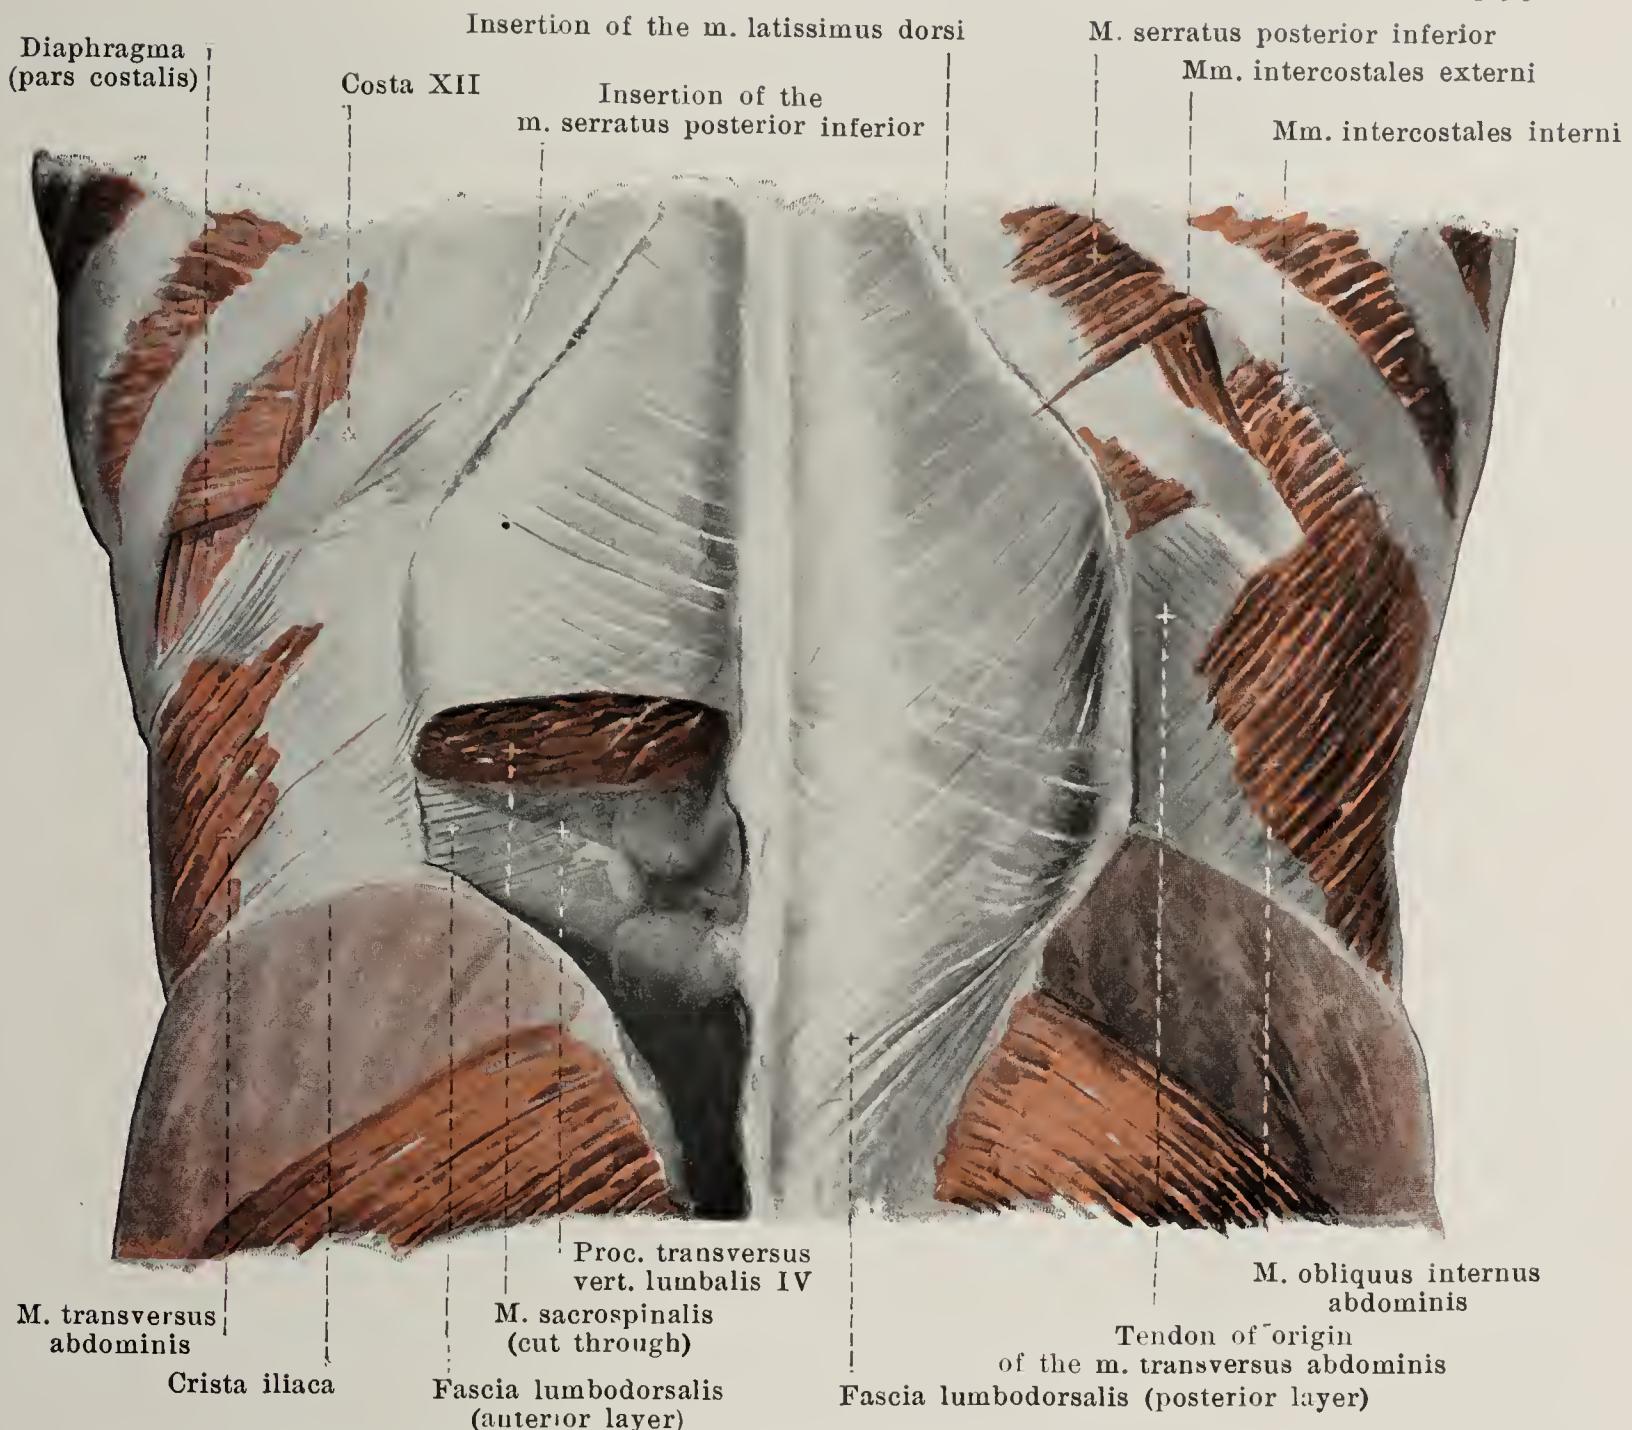 Insertion of the m. latissimus dorsi
M. serratus posterior inferior
Diaphragma
(pars costalis)
Costa XII
Insertion of the
m. serratus posterior inferior
Mm. intercostales externi
Mm. intercostales interni
Proc. transversus
vert. lumbalis IV
M. obliquus internus
abdominis
M. transversus
abdominis
M. sacrospinalis
(cut through)
Tendon of origin
of the m. transversus abdominis
Crista iliaca
Fascia lumbodorsalis
(anterior layer)
Fascia lumbodorsalis (posterior layer)